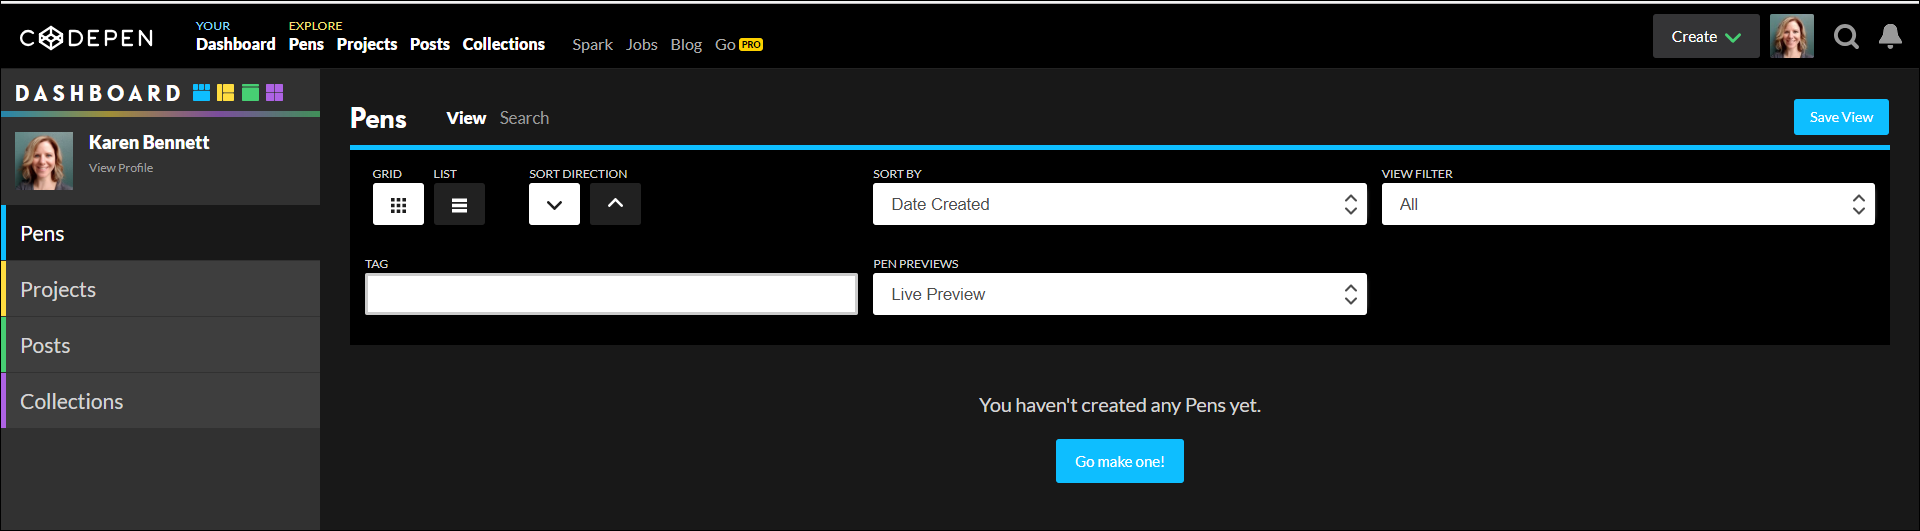 CODEPEN
YOUR
Dashboard
EXPLORE
Pens Projects Posts Collections
Spark Jobs Blog Go PRO
Create
DASHBOARD
Karen Bennett
View Profile
Pens
Projects
Posts
Collections
Pens View Search
Save View
GRID LIST SORT DIRECTION SORT BY VIEW FILTER
Date Created All
TAG PEN PREVIEWS
Live Preview
You haven't created any Pens yet.
Go make one!